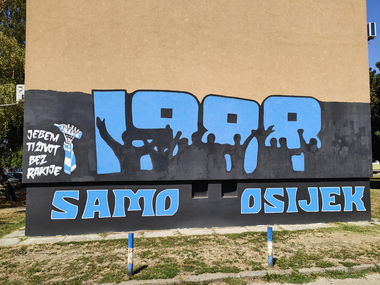 1988
JEBEM
TI ŽIVOT
BEZ
RAKIJE
SAMO OSIJEK